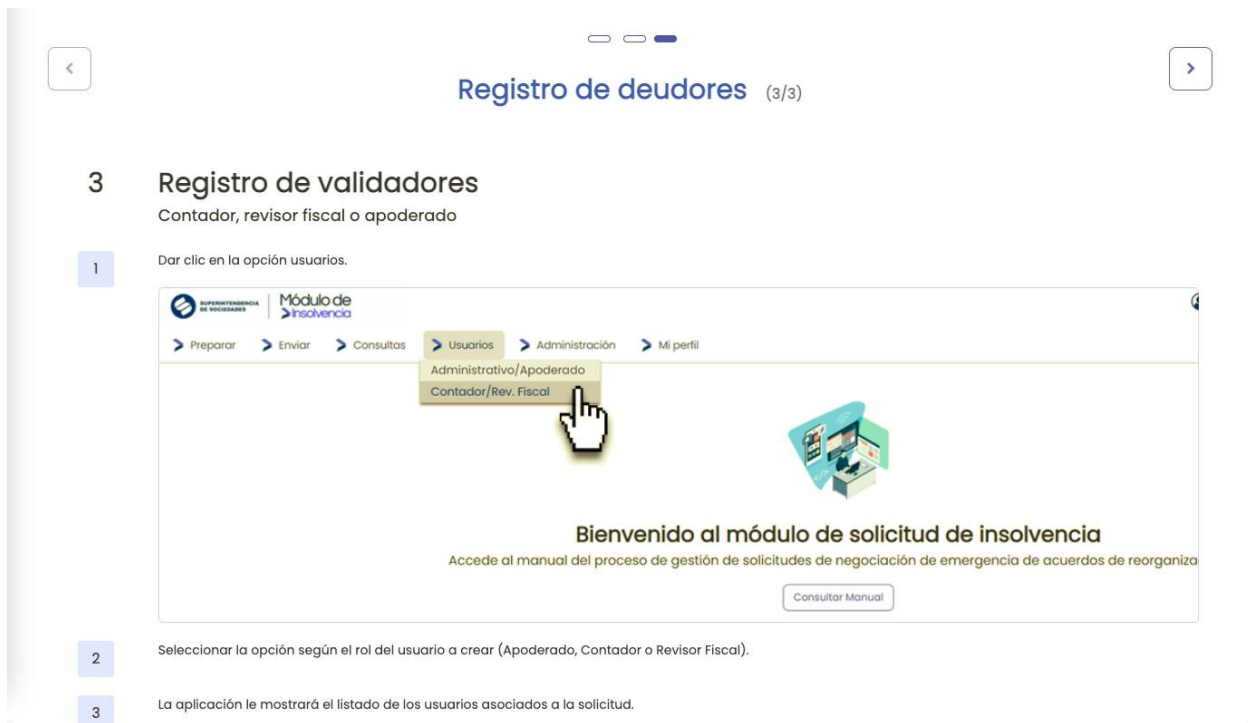 Registro de deudores (3/3)
3 Registro de validadores
Contador, revisor fiscal o apoderado
1 Dar clic en la opción usuarios.
SUPERINTENDENCIA
DE SOCIEDADES
Módulo de
Insolvencia
Preparar Enviar Consultas Usuarios Administración Mi perfil
Administrativo/Apoderado
Contador/Rev. Fiscal
Bienvenido al módulo de solicitud de insolvencia
Accede al manual del proceso de gestión de solicitudes de negociación de emergencia de acuerdos de reorganiza
Consultar Manual
2 Seleccionar la opción según el rol del usuario a crear (Apoderado, Contador o Revisor Fiscal).
3 La aplicación le mostrará el listado de los usuarios asociados a la solicitud.